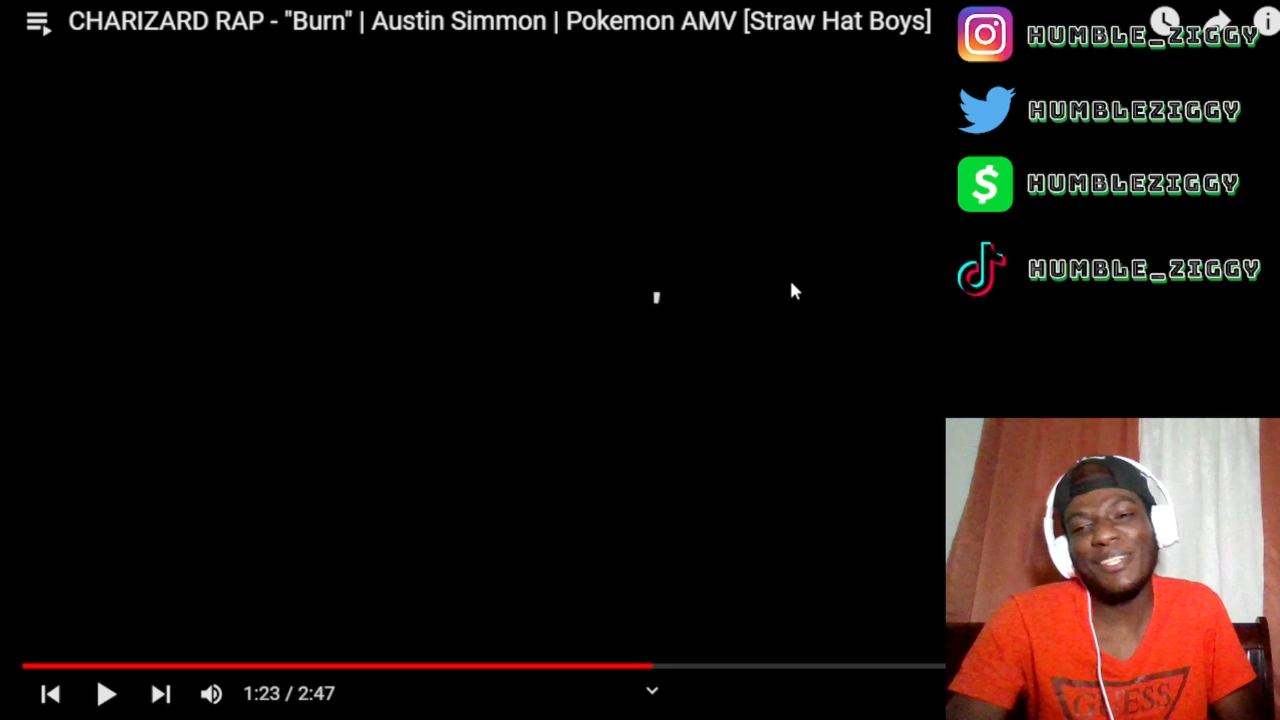 CHARIZARD RAP - "Burn" | Austin Simmon | Pokemon AMV [Straw Hat Boys]
HUMBLE_ZIGGY
HUMBLEZIGGY
HUMBLEZIGGY
HUMBLE_ZIGGY
1:23 / 2:47
GUESS